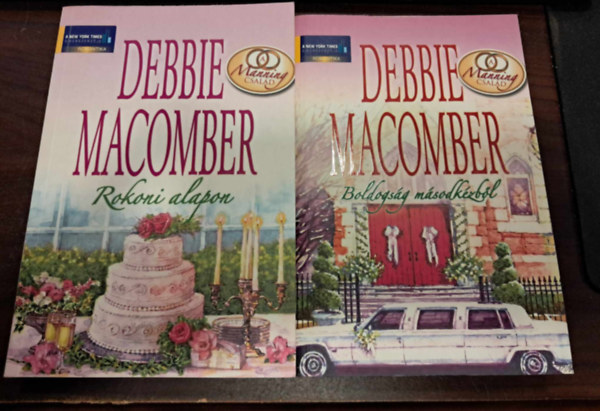 A NEW YORK TIMES
Manning
CSALÁD
DEBBIE
MACOMBER
Rokoni alapon
A NEW YORK TIMES
Manning
CSALÁD
DEBBIE
MACOMBER
Boldogság másodkézből